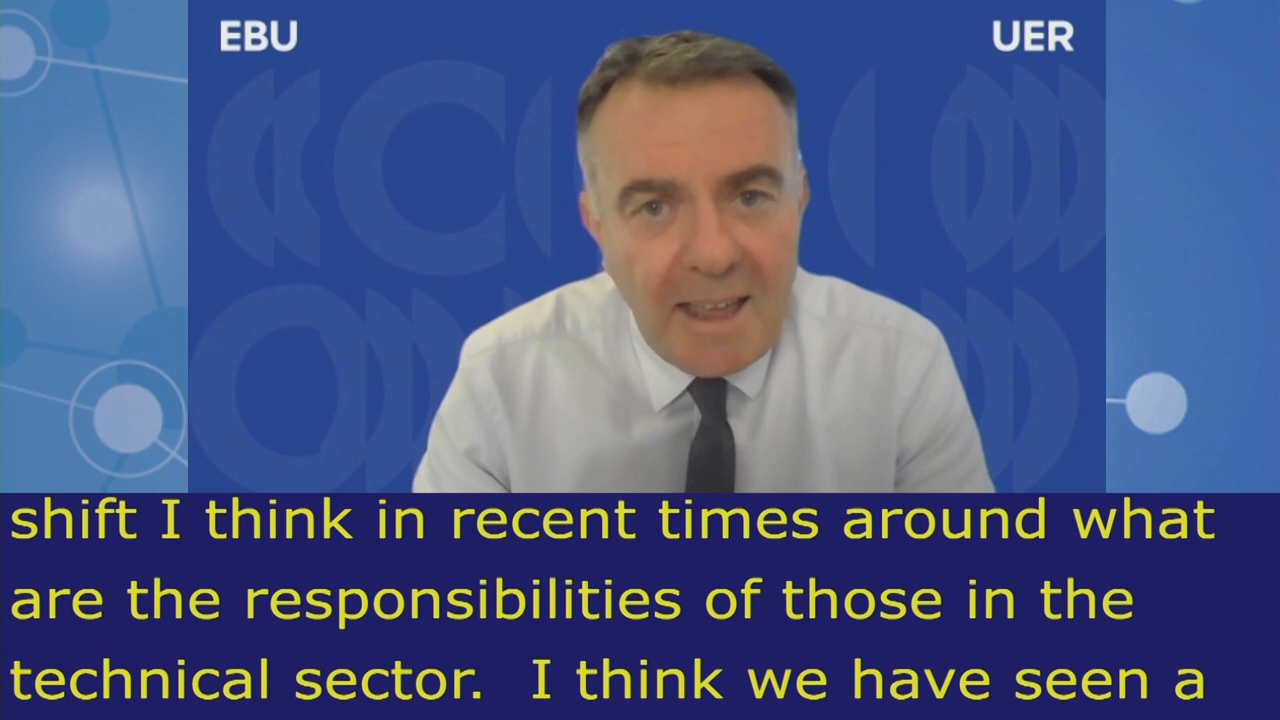 EBU
UER
shift I think in recent times around what
are the responsibilities of those in the
technical sector.  I think we have seen a